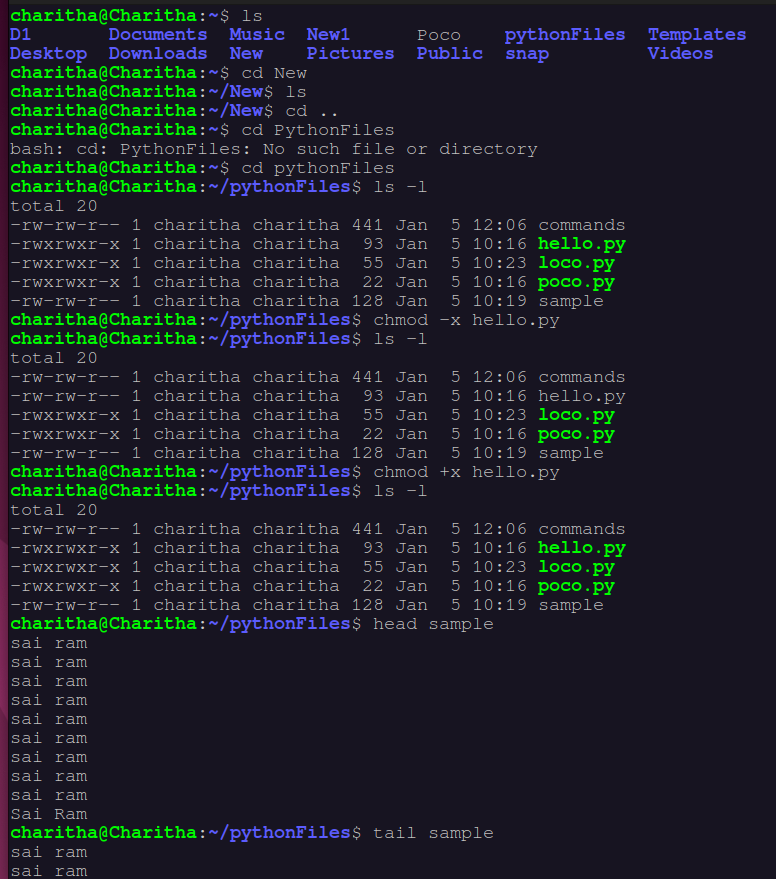 charitha@Charitha:~$ ls
D1       Documents  Music  New1      Poco    pythonFiles  Templates
Desktop  Downloads  New    Pictures  Public  snap         Videos
charitha@Charitha:~$ cd New
charitha@Charitha:~/New$ ls
charitha@Charitha:~/New$ cd ..
charitha@Charitha:~$ cd PythonFiles
bash: cd: PythonFiles: No such file or directory
charitha@Charitha:~$ cd pythonFiles
charitha@Charitha:~/pythonFiles$ ls -l
total 20
-rw-rw-r-- 1 charitha charitha 441 Jan  5 12:06 commands
-rwxrwxr-x 1 charitha charitha  93 Jan  5 10:16 hello.py
-rwxrwxr-x 1 charitha charitha  55 Jan  5 10:23 loco.py
-rwxrwxr-x 1 charitha charitha  22 Jan  5 10:16 poco.py
-rw-rw-r-- 1 charitha charitha 128 Jan  5 10:19 sample
charitha@Charitha:~/pythonFiles$ chmod -x hello.py
charitha@Charitha:~/pythonFiles$ ls -l
total 20
-rw-rw-r-- 1 charitha charitha 441 Jan  5 12:06 commands
-rw-rw-r-- 1 charitha charitha  93 Jan  5 10:16 hello.py
-rwxrwxr-x 1 charitha charitha  55 Jan  5 10:23 loco.py
-rwxrwxr-x 1 charitha charitha  22 Jan  5 10:16 poco.py
-rw-rw-r-- 1 charitha charitha 128 Jan  5 10:19 sample
charitha@Charitha:~/pythonFiles$ chmod +x hello.py
charitha@Charitha:~/pythonFiles$ ls -l
total 20
-rw-rw-r-- 1 charitha charitha 441 Jan  5 12:06 commands
-rwxrwxr-x 1 charitha charitha  93 Jan  5 10:16 hello.py
-rwxrwxr-x 1 charitha charitha  55 Jan  5 10:23 loco.py
-rwxrwxr-x 1 charitha charitha  22 Jan  5 10:16 poco.py
-rw-rw-r-- 1 charitha charitha 128 Jan  5 10:19 sample
charitha@Charitha:~/pythonFiles$ head sample
sai ram
sai ram
sai ram
sai ram
sai ram
sai ram
sai ram
sai ram
sai ram
Sai Ram
charitha@Charitha:~/pythonFiles$ tail sample
sai ram
sai ram